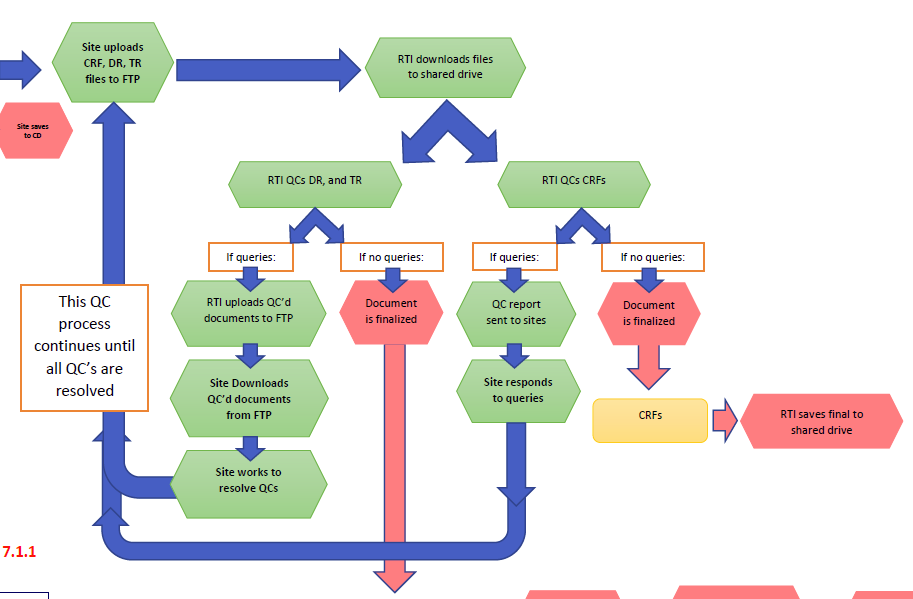 Site uploads
CRF, DR, TR
files to FTP
RTI downloads files
to shared drive
Site saves
to CD
RTI QCs DR, and TR
RTI QCs CRFs
If queries:
If no queries:
If queries:
If no queries:
RTI uploads QC'd
documents to FTP
Document
is finalized
QC report
sent to sites
Document
is finalized
This QC
process
continues until
all QC's are
resolved
Site Downloads
QC'd documents
from FTP
Site responds
to queries
CRFs
RTI saves final to
shared drive
Site works to
resolve QCs
7.1.1